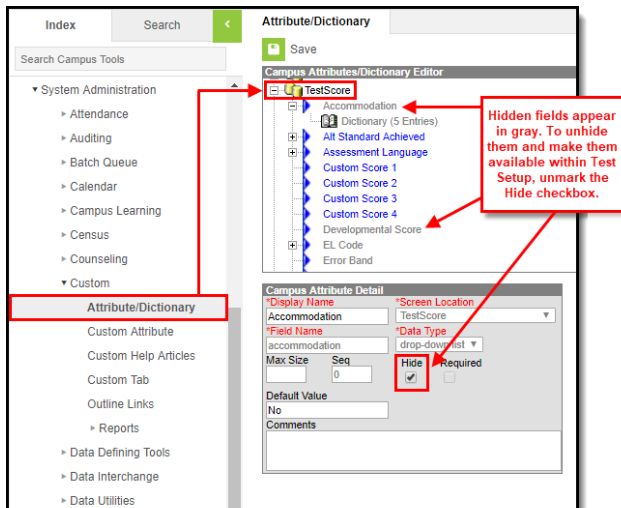 Index
Search
<
Search Campus Tools
System Administration
Attendance
Auditing
Batch Queue
Calendar
Campus Learning
Census
Counseling
Custom
Attribute/Dictionary
Custom Attribute
Custom Help Articles
Custom Tab
Outline Links
Reports
Data Defining Tools
Data Interchange
Data Utilities
Attribute/Dictionary
Save
Campus Attributes/Dictionary Editor
TestScore
Accommodation
Dictionary (5 Entries)
Alt Standard Achieved
Assessment Language
Custom Score 1
Custom Score 2
Custom Score 3
Custom Score 4
Developmental Score
EL Code
Error Band
Hidden fields appear
in gray. To unhide
them and make them
available within Test
Setup, unmark the
Hide checkbox.
Campus Attribute Detail
*Display Name *Screen Location
Accommodation TestScore
*Field Name *Data Type
accommodation drop-down list
Max Size Seq Hide Required
0
Default Value
No
Comments